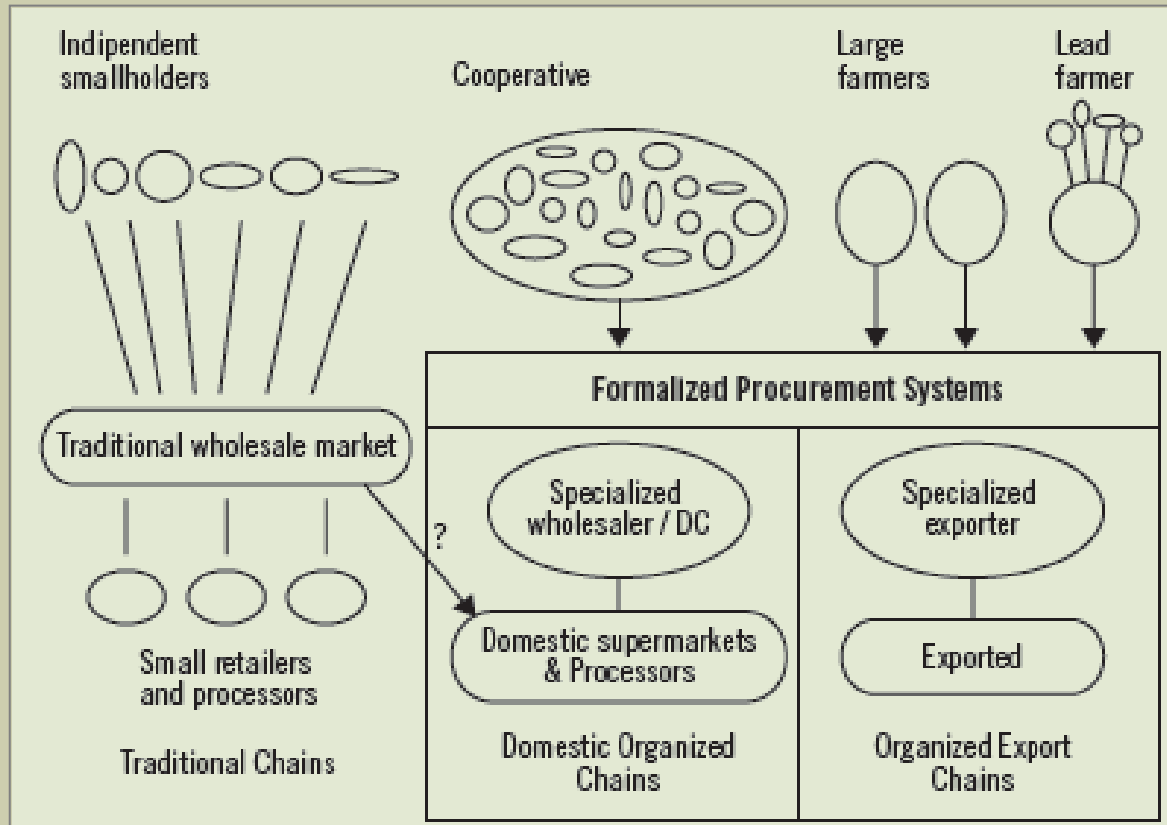 Indipendent
smallholders
Cooperative
Large
farmers
Lead
farmer
Formalized Procurement Systems
Traditional wholesale market
Specialized
wholesaler / DC
Specialized
exporter
?
Domestic supermarkets
& Processors
Exported
Small retailers
and processors
Traditional Chains
Domestic Organized
Chains
Organized Export
Chains